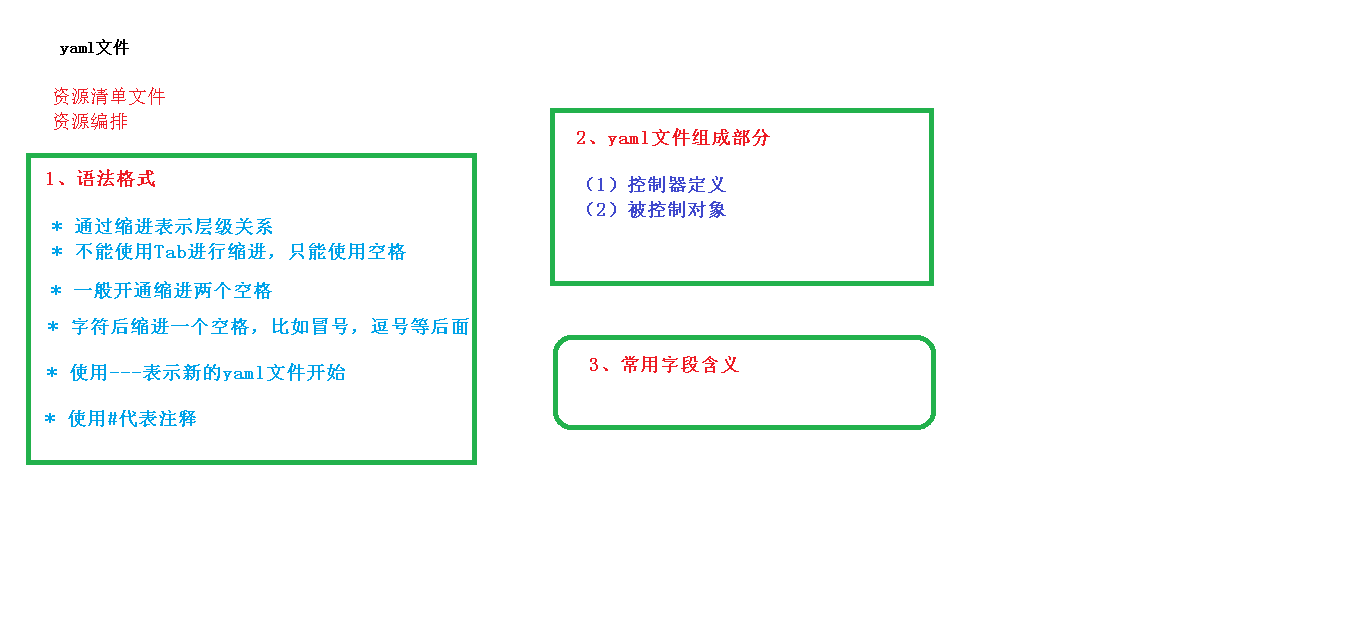 yaml文件
资源清单文件
资源编排
1、语法格式
* 通过缩进表示层级关系
* 不能使用Tab进行缩进，只能使用空格
* 一般开通缩进两个空格
* 字符后缩进一个空格，比如冒号，逗号等后面
* 使用---表示新的yaml文件开始
* 使用#代表注释
2、yaml文件组成部分
（1）控制器定义
（2）被控制对象
3、常用字段含义